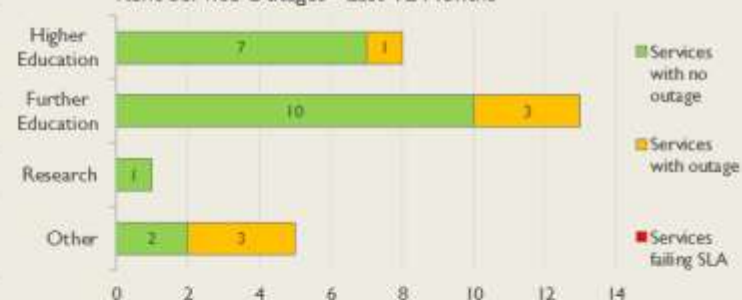 Higher
Education
7
1
Services
with no
outage
Further
Education
10
3
Services
with outage
Research
1
Other
2
3
Services
failing SLA
0 2 4 6 8 10 12 14